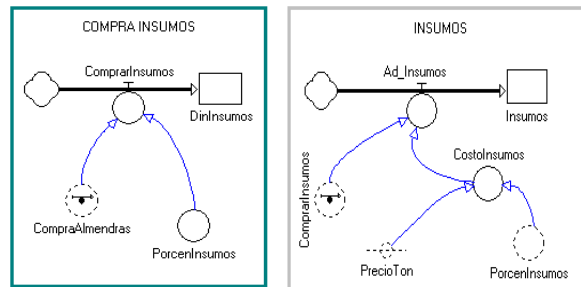 COMPRA INSUMOS
ComprarInsumos
DinInsumos
CompraAlmendras
PorcenInsumos
INSUMOS
Ad_Insumos
Insumos
ComprarInsumos
CostoInsumos
PrecioTon
PorcenInsumos